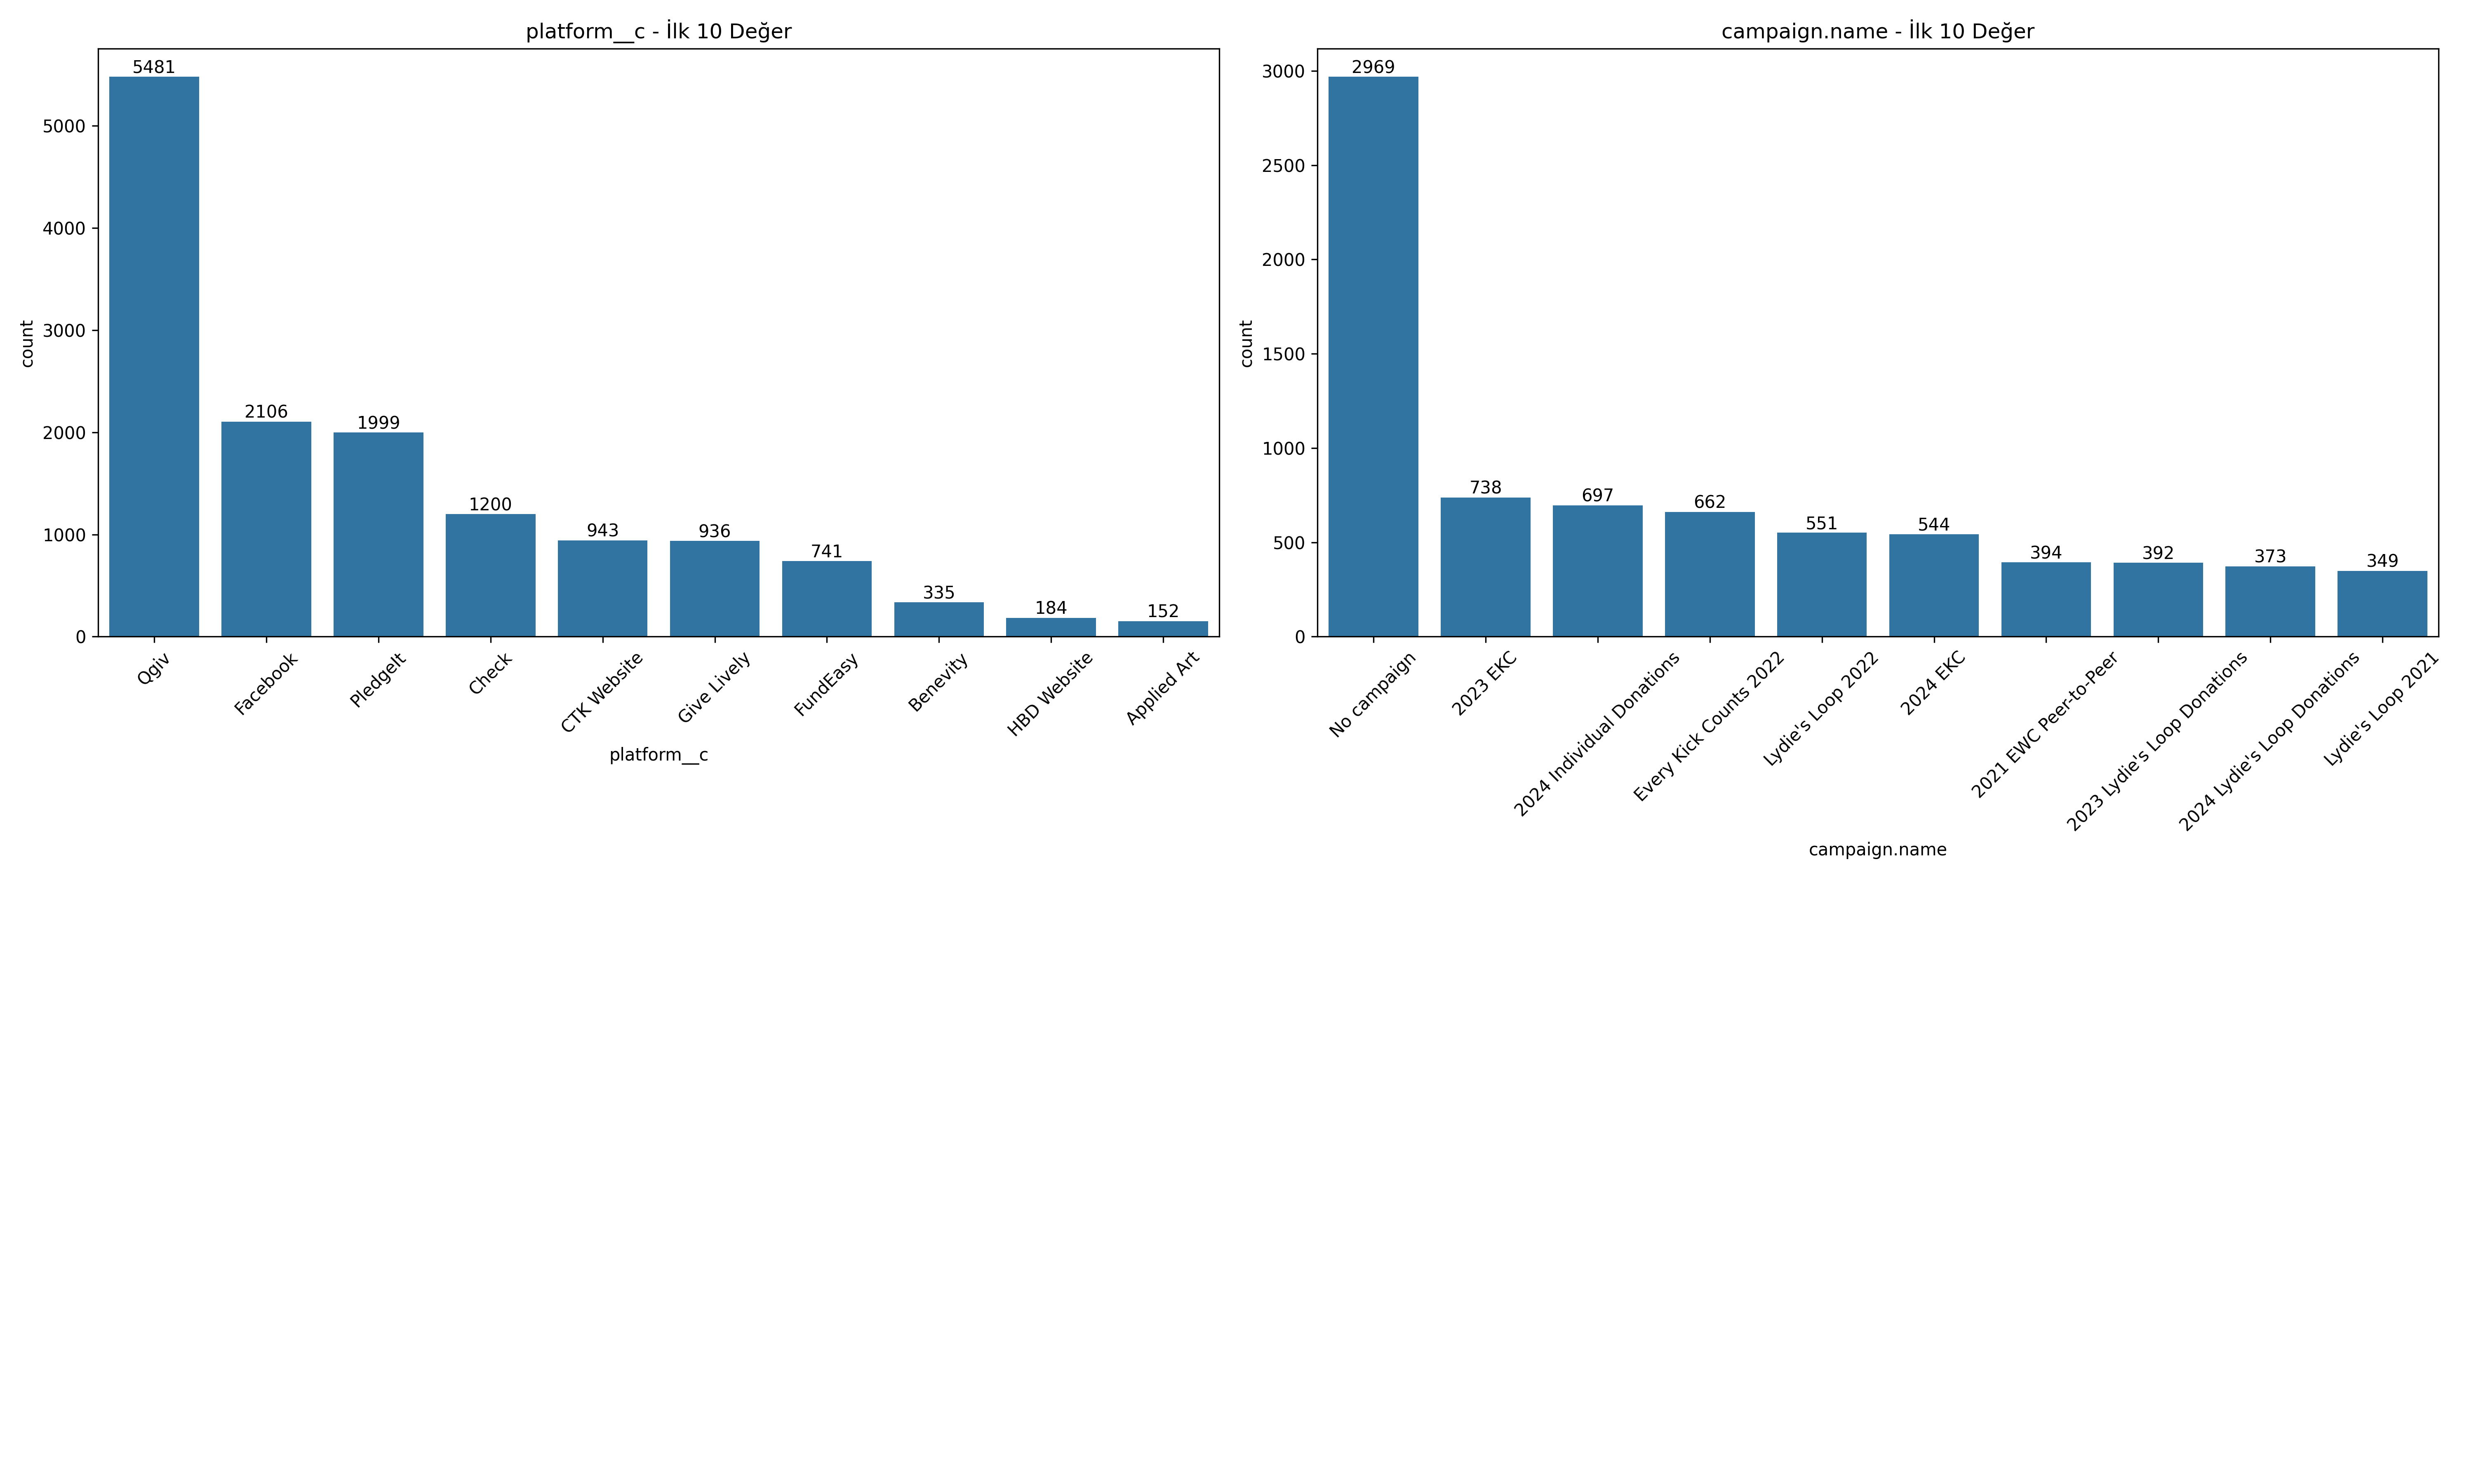 platform__c - İlk 10 Değer
5481
2106
1999
1200
943
936
741
335
184
152
5000
4000
3000
2000
1000
0
count
Qgiv
Facebook
PledgeIt
Check
CTK Website
Give Lively
FundEasy
Benevity
HBD Website
Applied Art
platform__c
campaign.name - İlk 10 Değer
2969
738
697
662
551
544
394
392
373
349
3000
2500
2000
1500
1000
500
0
count
No campaign
2023 EKC
2024 Individual Donations
Every Kick Counts 2022
Lydie's Loop 2022
2024 EKC
2021 EWC Peer-to-Peer
2023 Lydie's Loop Donations
2024 Lydie's Loop Donations
Lydie's Loop 2021
campaign.name